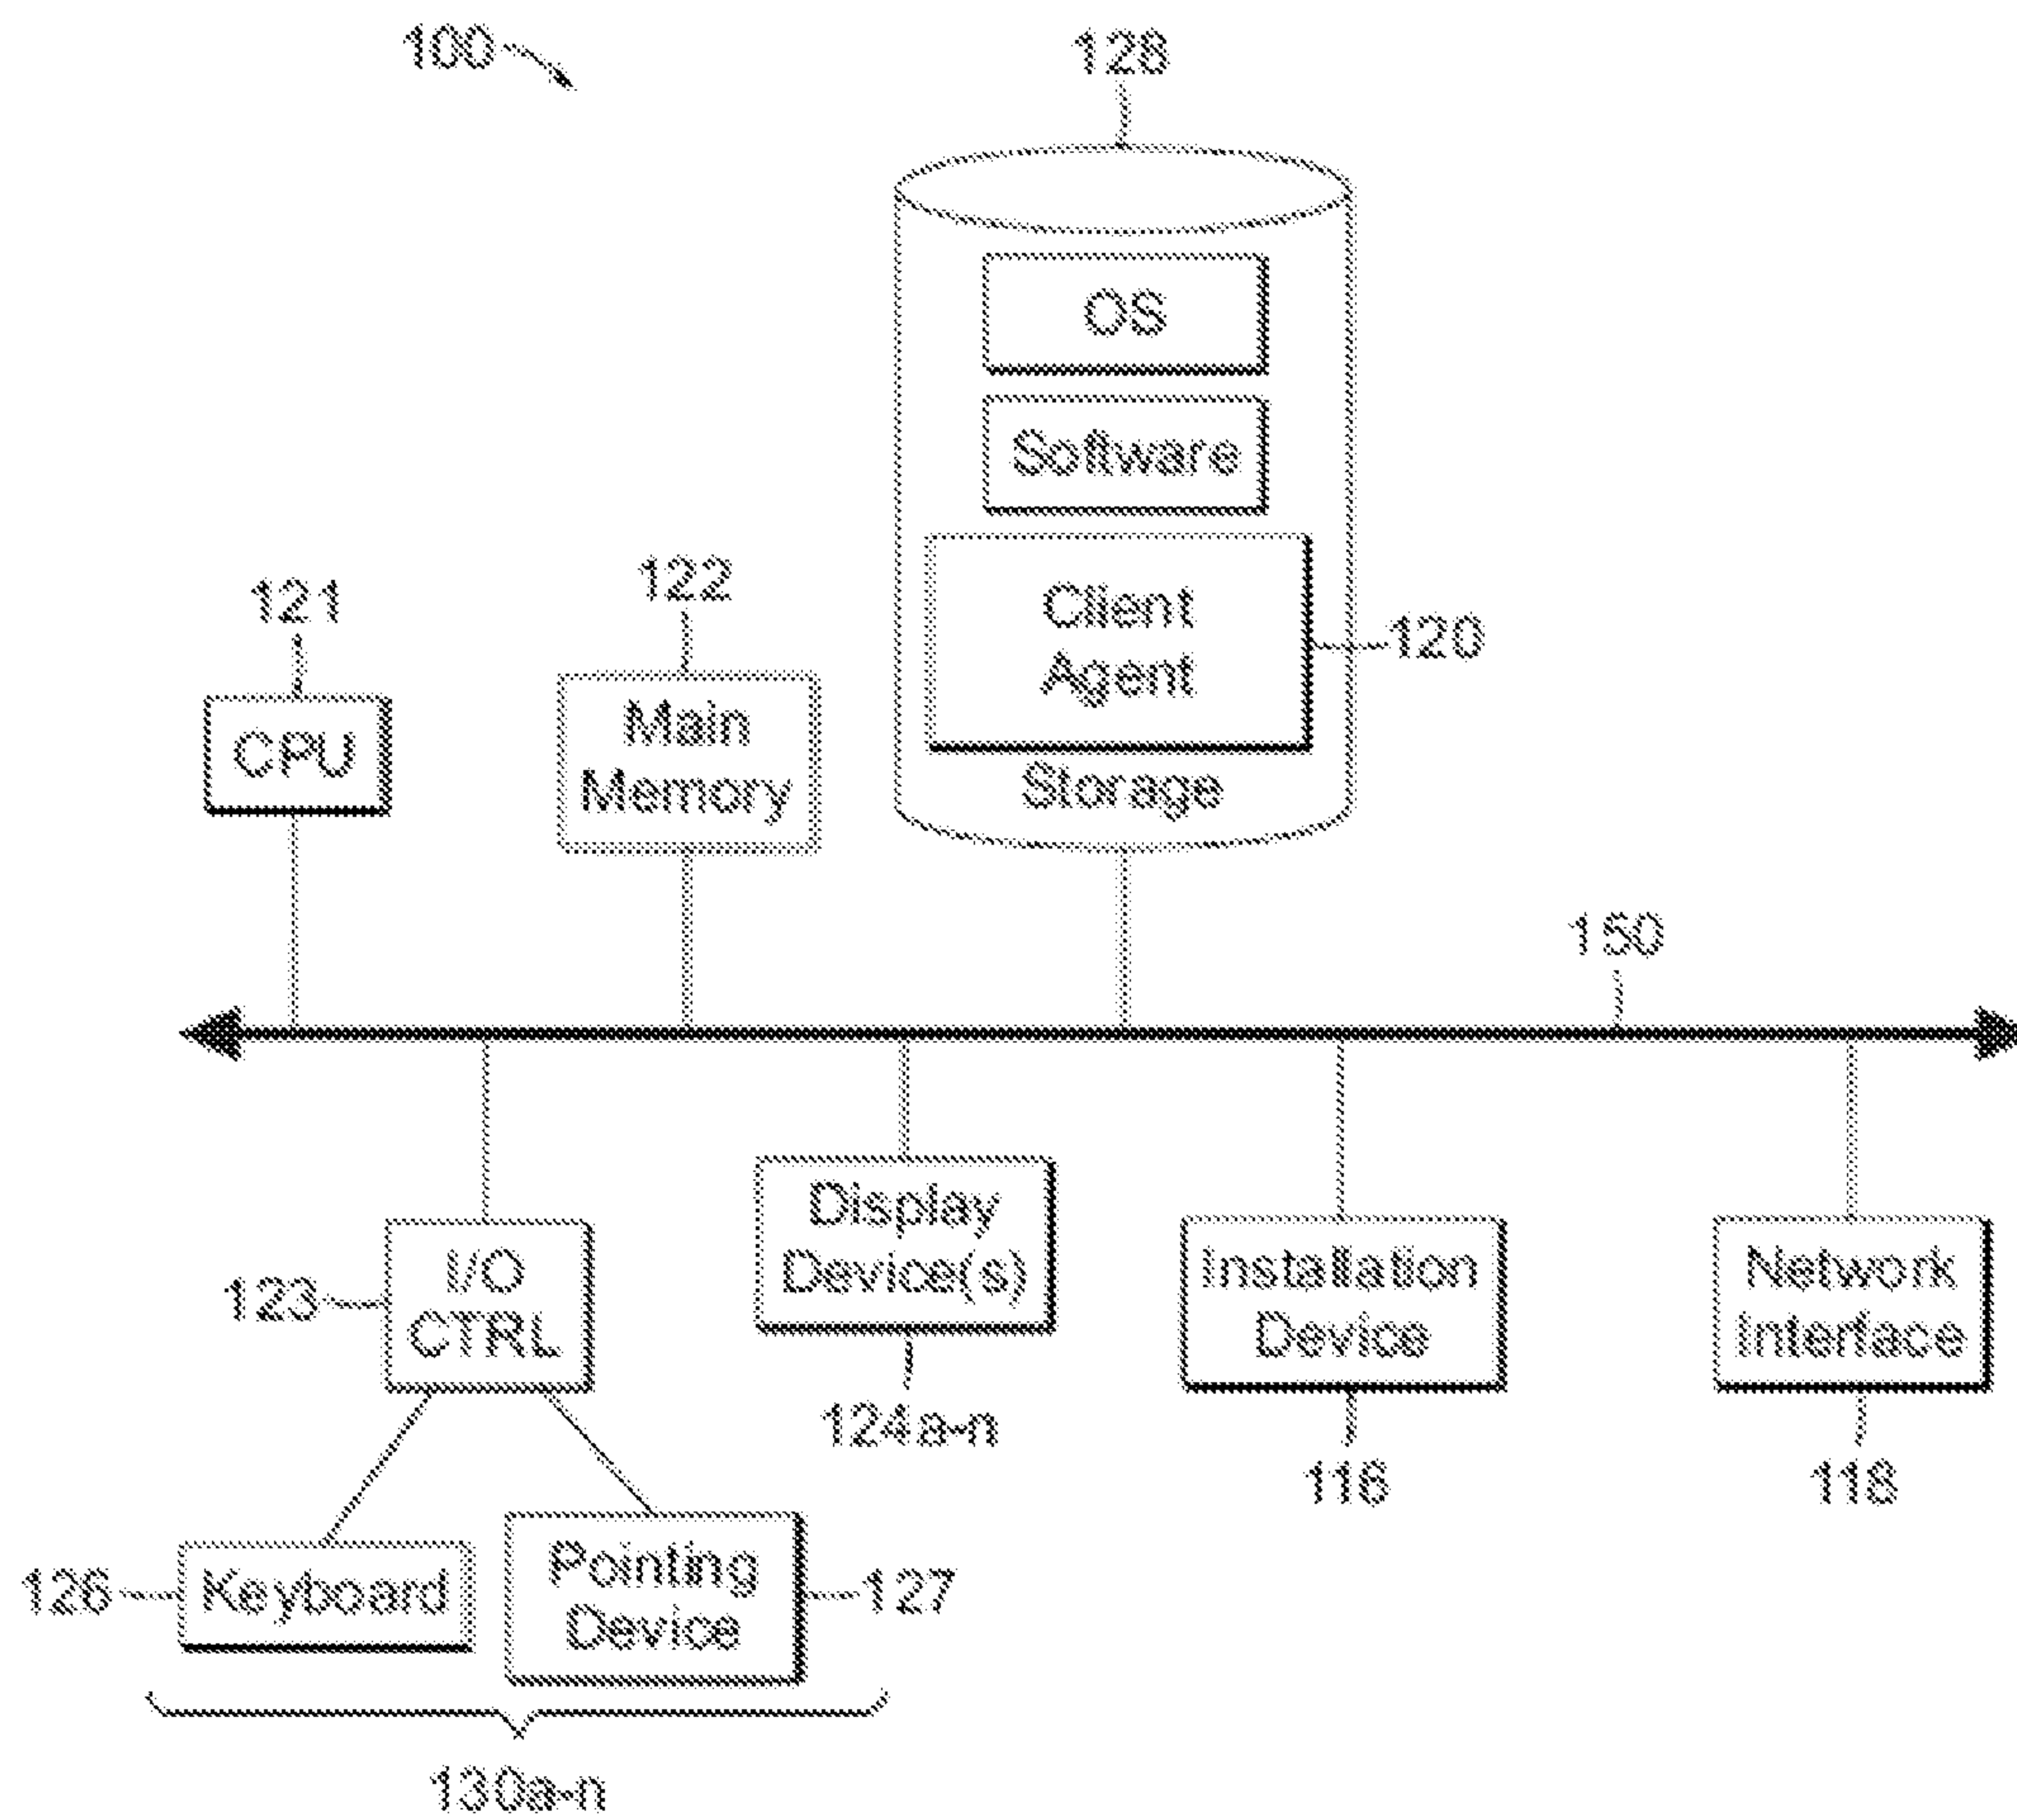 100
128
OS
Software
Client
Agent
120
Storage
121
CPU
122
Main
Memory
150
I/O
CTRL
123
Display
Device(s)
124a-n
Installation
Device
116
Network
Interface
118
126
Keyboard
Pointing
Device
127
130a-n